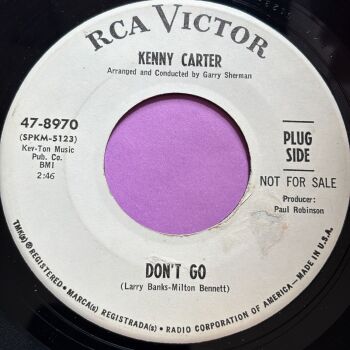 RCA VICTOR
KENNY CARTER
Arranged and Conducted by Garry Sherman
47-8970
(SPKM-5123)
Ker-Ton Music
Pub. Co.
BMI
2:46
PLUG
SIDE
NOT FOR SALE
Producer:
Paul Robinson
DON'T GO
(Larry Banks-Milton Bennett)
TMK(s) ® REGISTERED • MARCA(s) REGISTRADA(s) • RADIO CORPORATION OF AMERICA—MADE IN U.S.A.